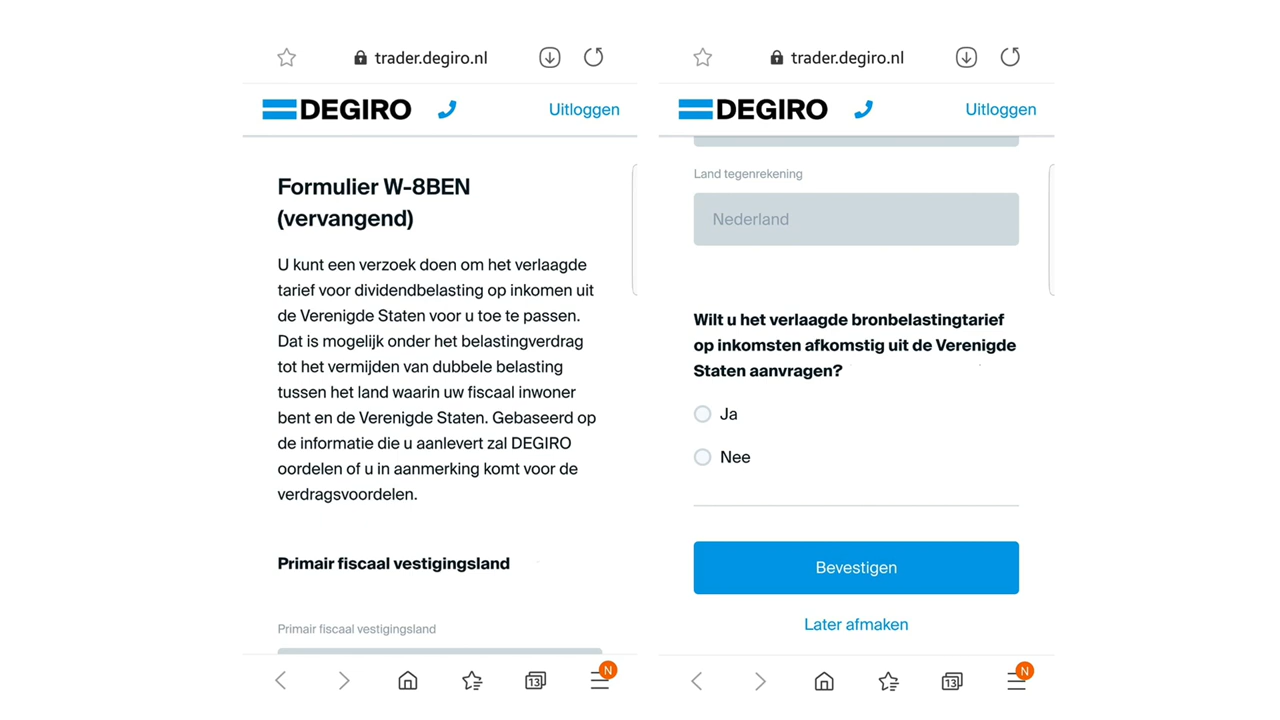 trader.degiro.nl
DEGIRO
Uitloggen
Formulier W-8BEN
(vervangend)
U kunt een verzoek doen om het verlaagde
tarief voor dividendbelasting op inkomen uit
de Verenigde Staten voor u toe te passen.
Dat is mogelijk onder het belastingverdrag
tot het vermijden van dubbele belasting
tussen het land waarin uw fiscaal inwoner
bent en de Verenigde Staten. Gebaseerd op
de informatie die u aanlevert zal DEGIRO
oordelen of u in aanmerking komt voor de
verdragsvoordelen.
Primair fiscaal vestigingsland
Primair fiscaal vestigingsland
13
N
trader.degiro.nl
DEGIRO
Uitloggen
Land tegenrekening
Nederland
Wilt u het verlaagde bronbelastingtarief
op inkomsten afkomstig uit de Verenigde
Staten aanvragen?
Ja
Nee
Bevestigen
Later afmaken
13
N